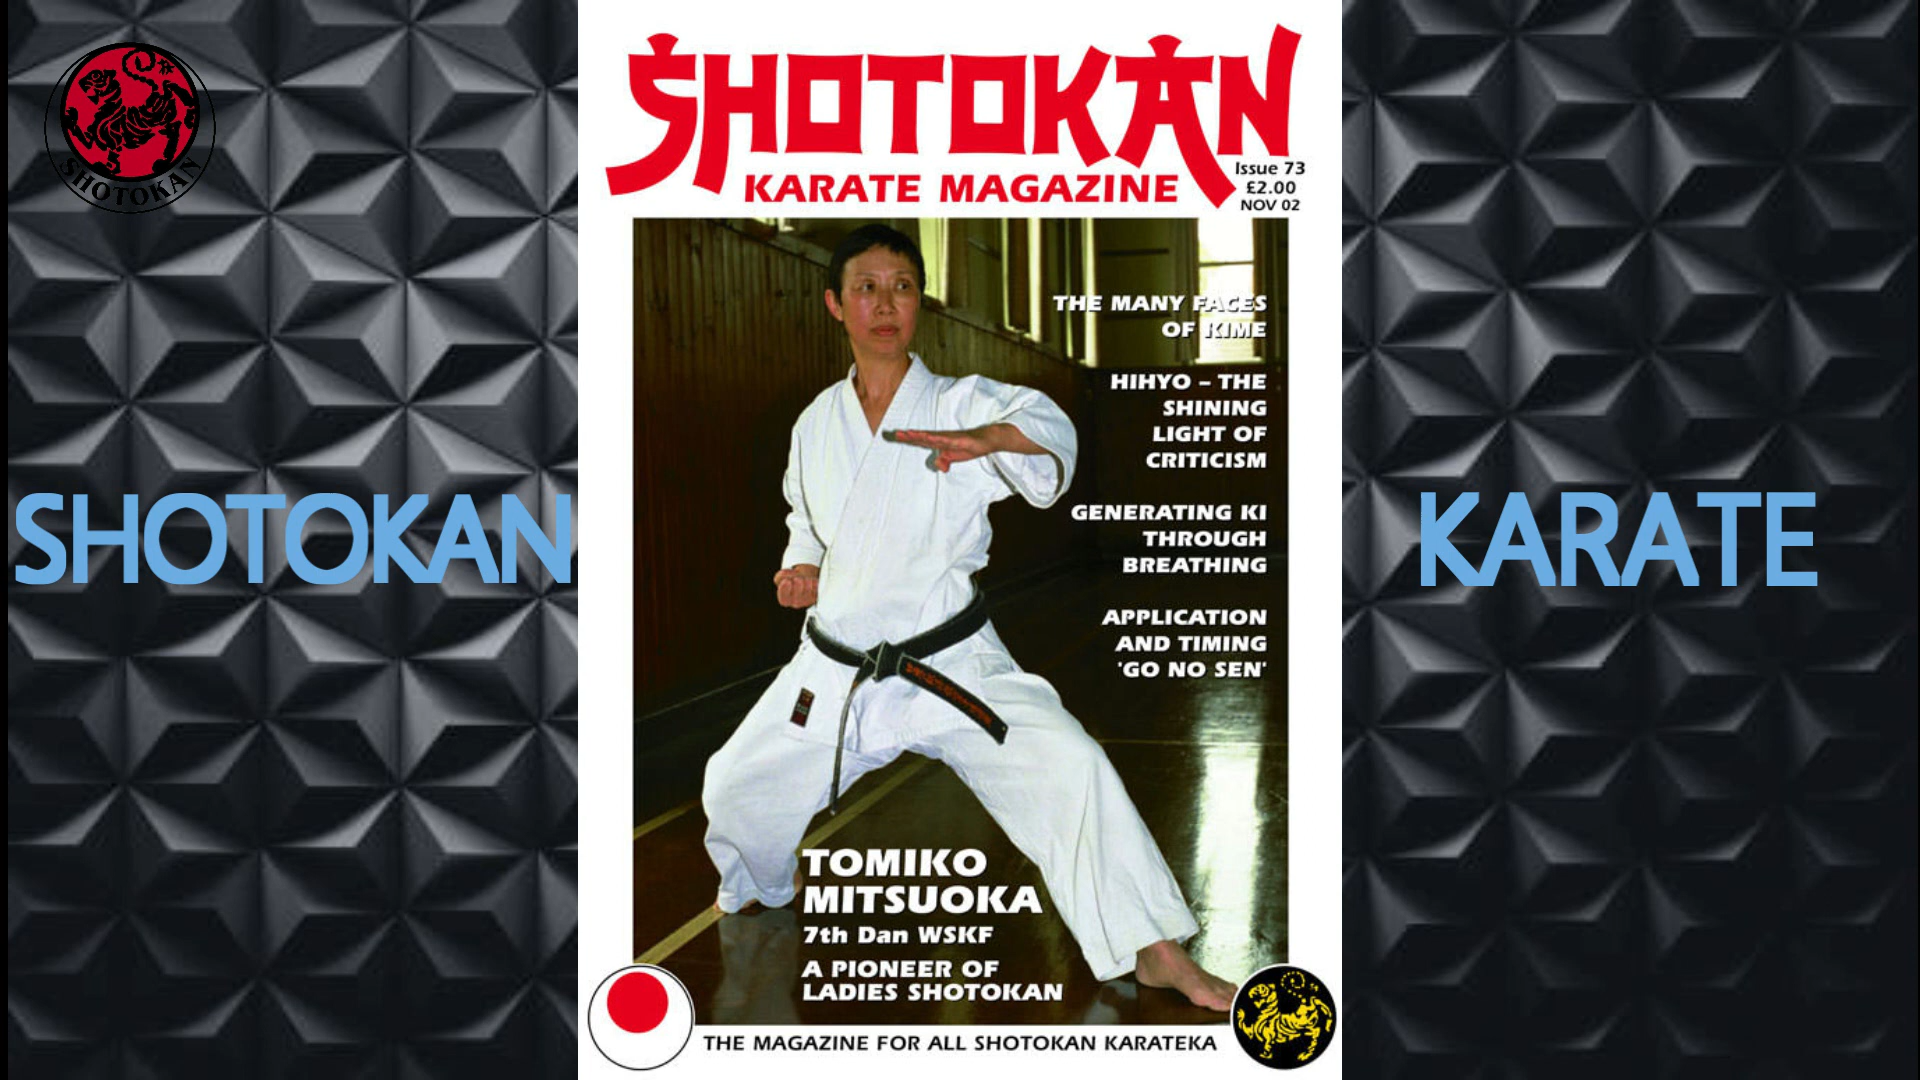 SHOTOKAN
SHOTOKAN
KARATE
SHOTOKAN
KARATE MAGAZINE
Issue 73
£2.00
NOV 02
THE MANY FACES
OF KIME
HIHYO – THE
SHINING
LIGHT OF
CRITICISM
GENERATING KI
THROUGH
BREATHING
APPLICATION
AND TIMING
'GO NO SEN'
TOMIKO
MITSUOKA
7th Dan WSKF
A PIONEER OF
LADIES SHOTOKAN
THE MAGAZINE FOR ALL SHOTOKAN KARATEKA